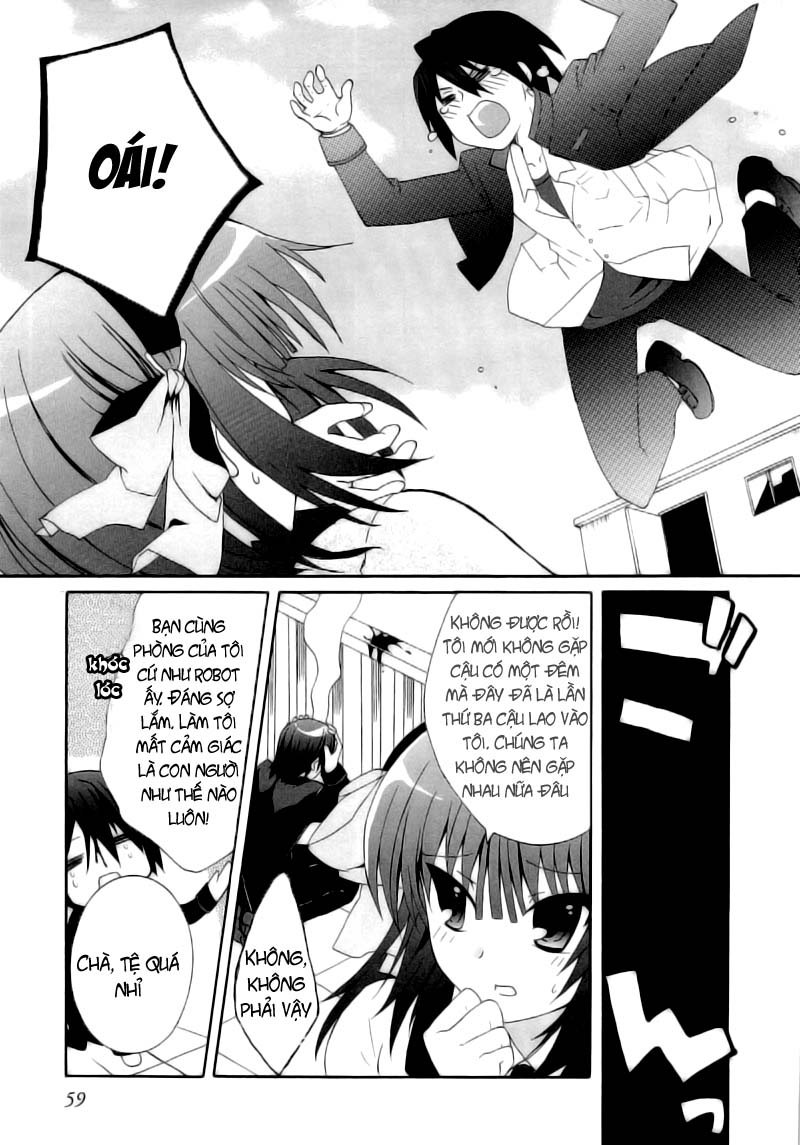 OÁI!
KHÔNG ĐƯỢC RỒI!
TÔI MỚI KHÔNG GẶP
CẬU CÓ MỘT ĐÊM
MÀ ĐÂY ĐÃ LÀ LẦN
THỨ BA CẬU LAO VÀO
TÔI. CHÚNG TA
KHÔNG NÊN GẶP
NHAU NỮA ĐÂU
KHÔNG,
KHÔNG
PHẢI VẬY
BẠN CÙNG
PHÒNG CỦA TÔI
CỨ NHƯ ROBOT
ẤY. ĐÁNG SỢ
LẮM. LÀM TÔI
MẤT CẢM GIÁC
LÀ CON NGƯỜI
NHƯ THẾ NÀO
LUÔN!
khóc
lóc
CHÀ, TỆ QUÁ
NHỈ
59